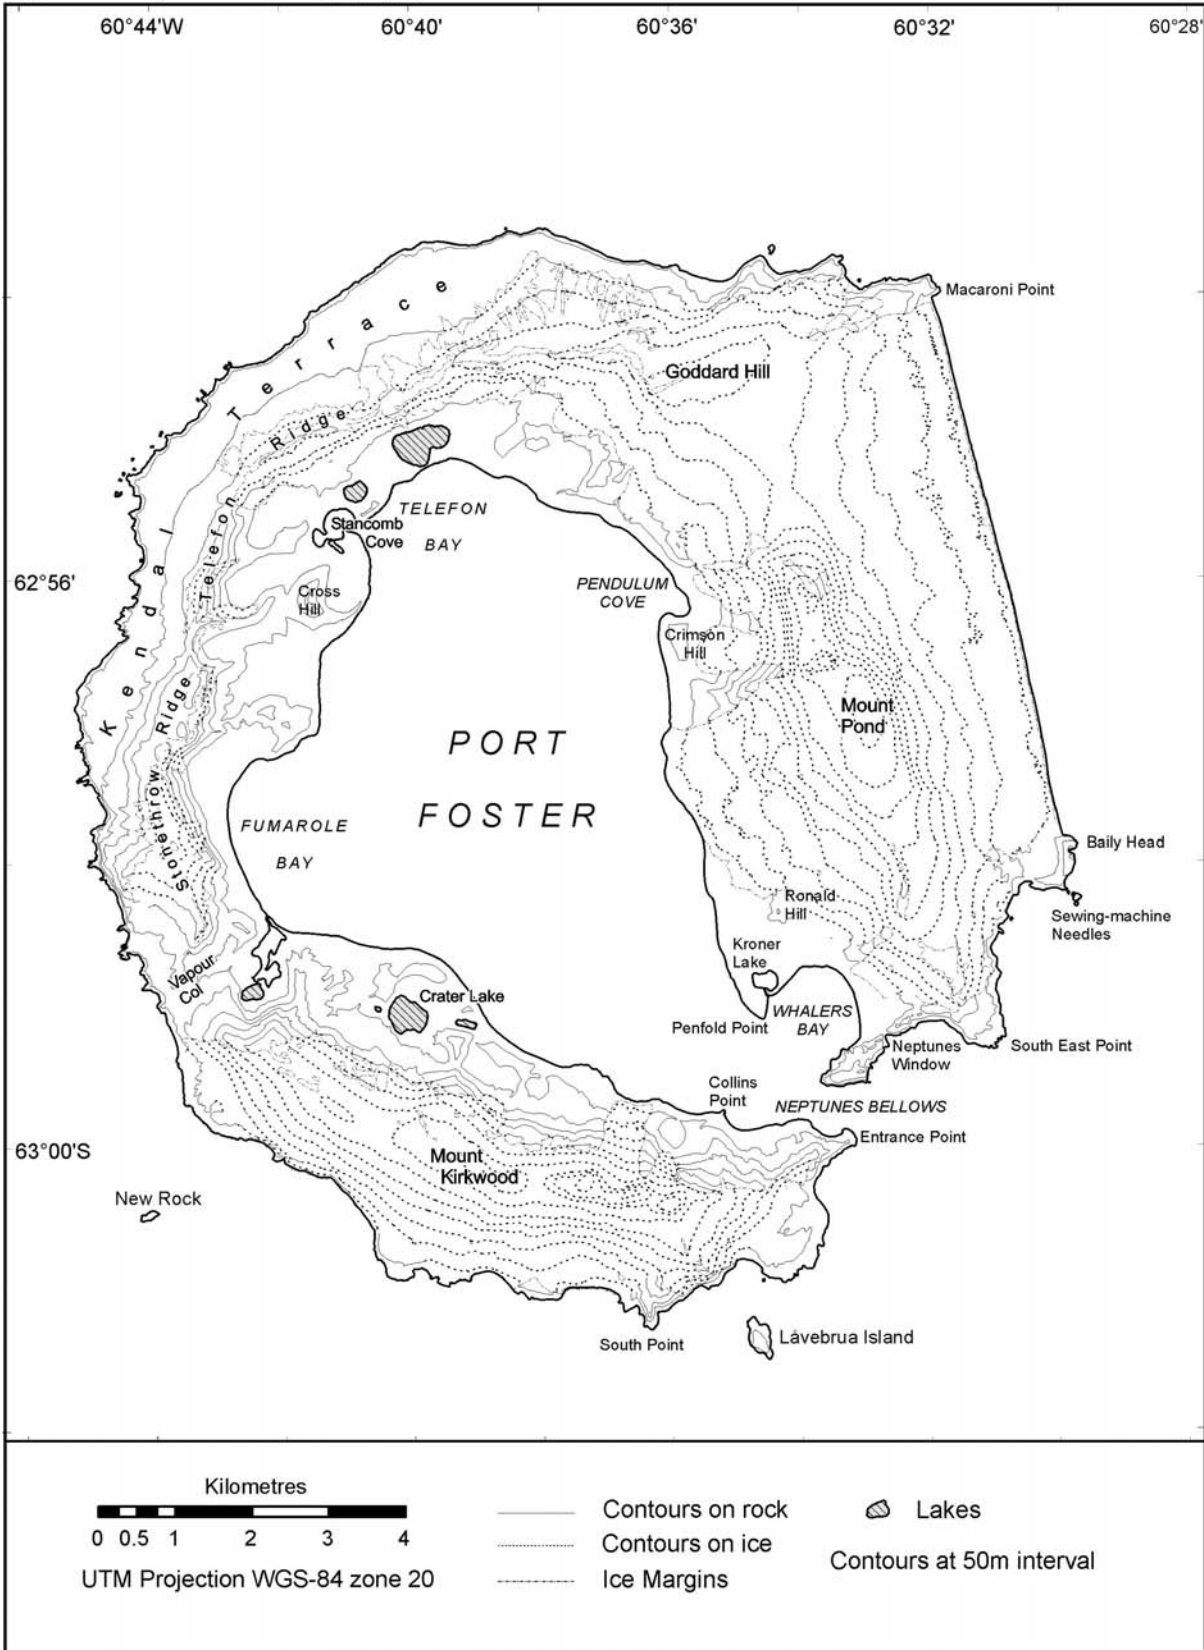 60°44'W
60°40'
60°36'
60°32'
60°28'
Macaroni Point
Kendal Terrace
Goddard Hill
Telefon Ridge
TELEFON
BAY
Stancomb
Cove
62°56'
PENDULUM
COVE
Cross
Hill
Crimson
Hill
Stonethrow Ridge
Mount
Pond
PORT
FOSTER
FUMAROLE
BAY
Baily Head
Ronald
Hill
Sewing-machine
Needles
Kroner
Lake
Vapour
Col
Crater Lake
Penfold Point
WHALERS
BAY
Neptunes
Window
South East Point
Collins
Point
NEPTUNES BELLOWS
Entrance Point
63°00'S
Mount
Kirkwood
New Rock
South Point
Låvebrua Island
Kilometres
0 0.5 1 2 3 4
UTM Projection WGS-84 zone 20
Contours on rock
Contours on ice
Ice Margins
Lakes
Contours at 50m interval